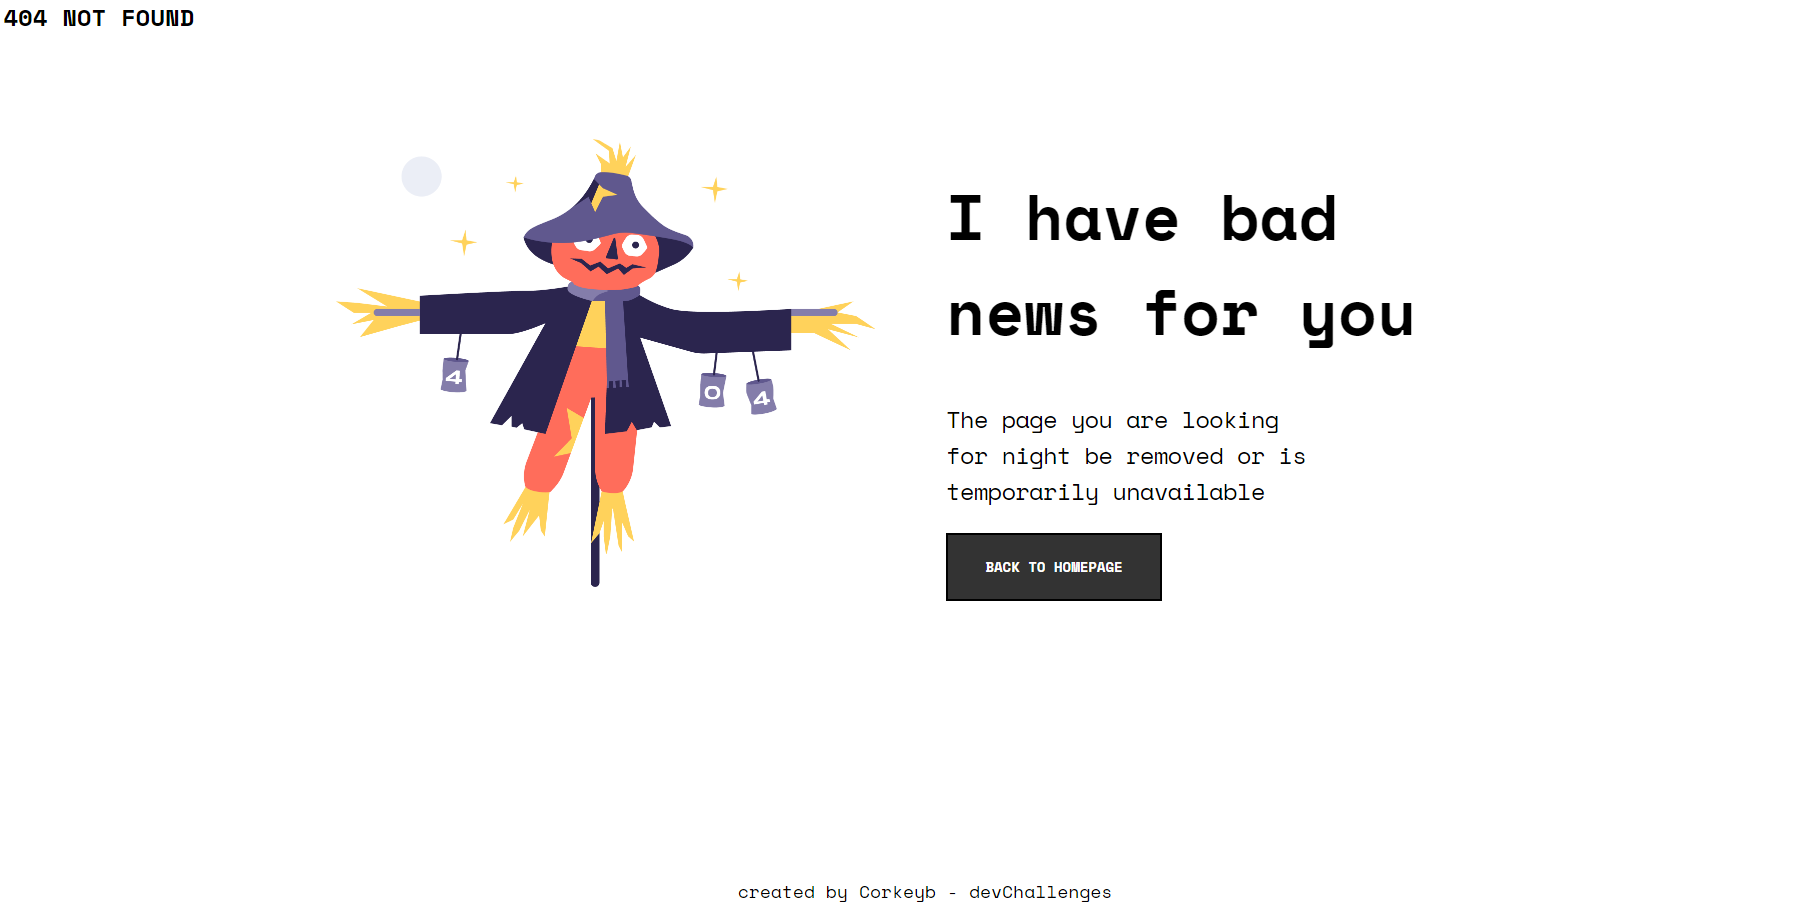 404 NOT FOUND
I have bad
news for you
4
0
4
The page you are looking
for night be removed or is
temporarily unavailable
BACK TO HOMEPAGE
created by Corkeyb - devChallenges